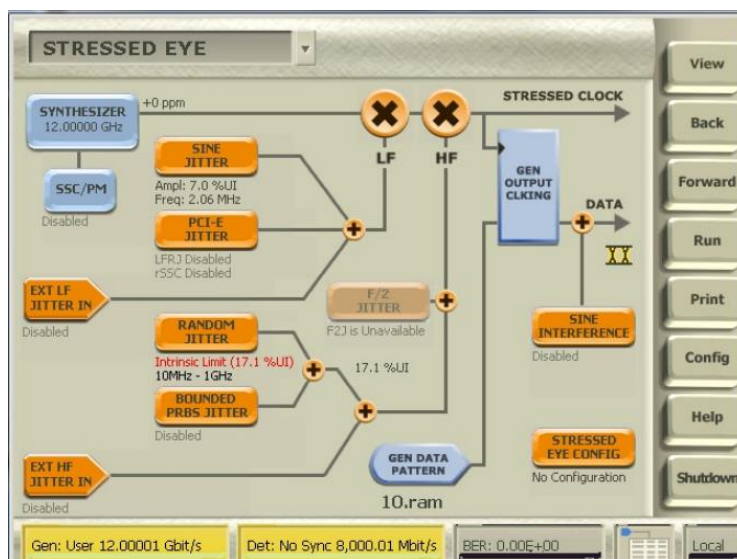 STRESSED EYE
View
SYNTHESIZER
12.00000 GHz
+0 ppm
STRESSED CLOCK
Back
LF
HF
SINE
JITTER
Ampl: 7.0 %UI
Freq: 2.06 MHz
GEN
OUTPUT
CLKING
SSC/PM
Disabled
Forward
DATA
PCI-E
JITTER
LFRJ Disabled
rSSC Disabled
Run
EXT LF
JITTER IN
Disabled
F/2
JITTER
F2J is Unavailable
Print
RANDOM
JITTER
Intrinsic Limit (17.1 %UI)
10MHz - 1GHz
17.1 %UI
SINE
INTERFERENCE
Disabled
Config
BOUNDED
PRBS JITTER
Disabled
Help
EXT HF
JITTER IN
Disabled
GEN DATA
PATTERN
10.ram
STRESSED
EYE CONFIG
No Configuration
Shutdown
Gen: User 12.00001 Gbit/s
Det: No Sync 8,000.01 Mbit/s
BER: 0.00E+00
Local